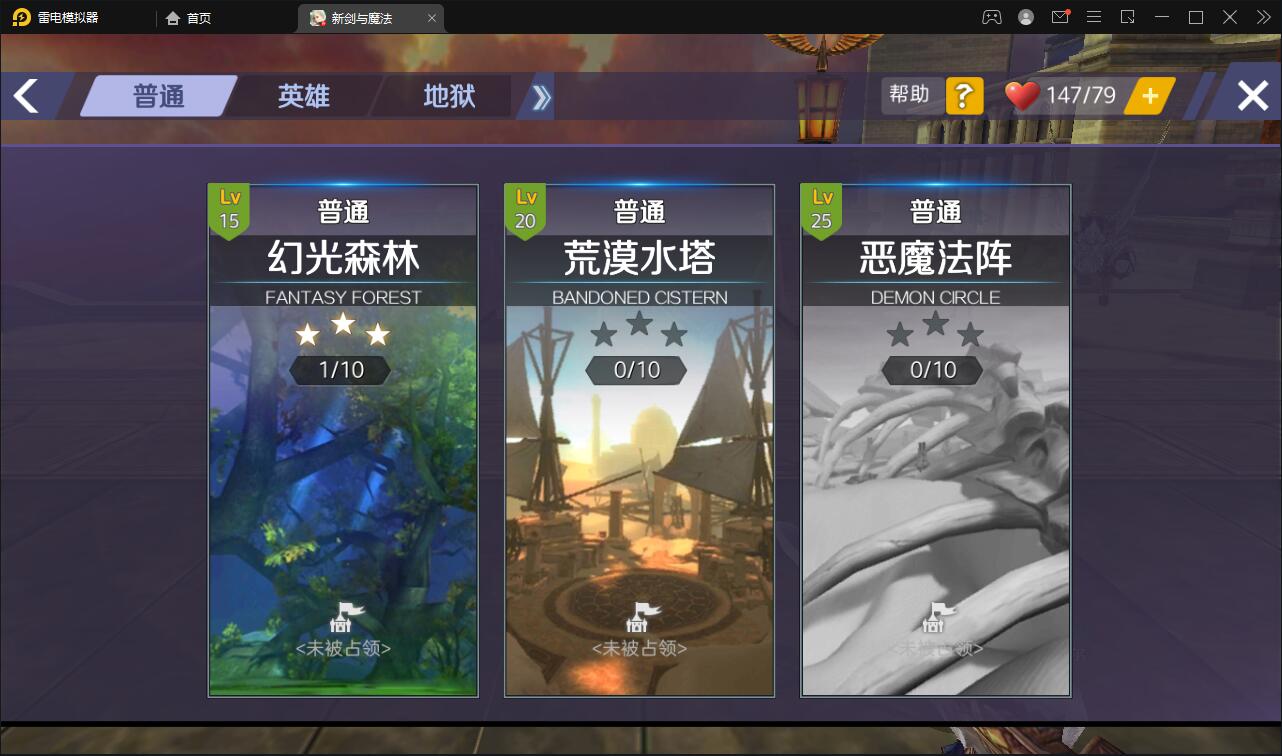 雷电模拟器
首页
新剑与魔法
普通
英雄
地狱
帮助
?
147/79
+
Lv
15
普通
幻光森林
FANTASY FOREST
1/10
<未被占领>
Lv
20
普通
荒漠水塔
BANDONED CISTERN
0/10
<未被占领>
Lv
25
普通
恶魔法阵
DEMON CIRCLE
0/10
<未被占领>